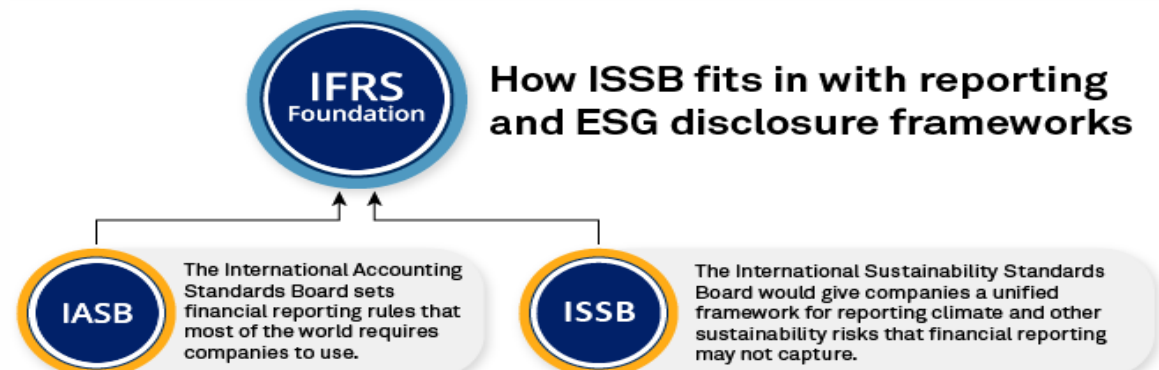 IFRS
Foundation
How ISSB fits in with reporting
and ESG disclosure frameworks
IASB
The International Accounting
Standards Board sets
financial reporting rules that
most of the world requires
companies to use.
ISSB
The International Sustainability Standards
Board would give companies a unified
framework for reporting climate and other
sustainability risks that financial reporting
may not capture.